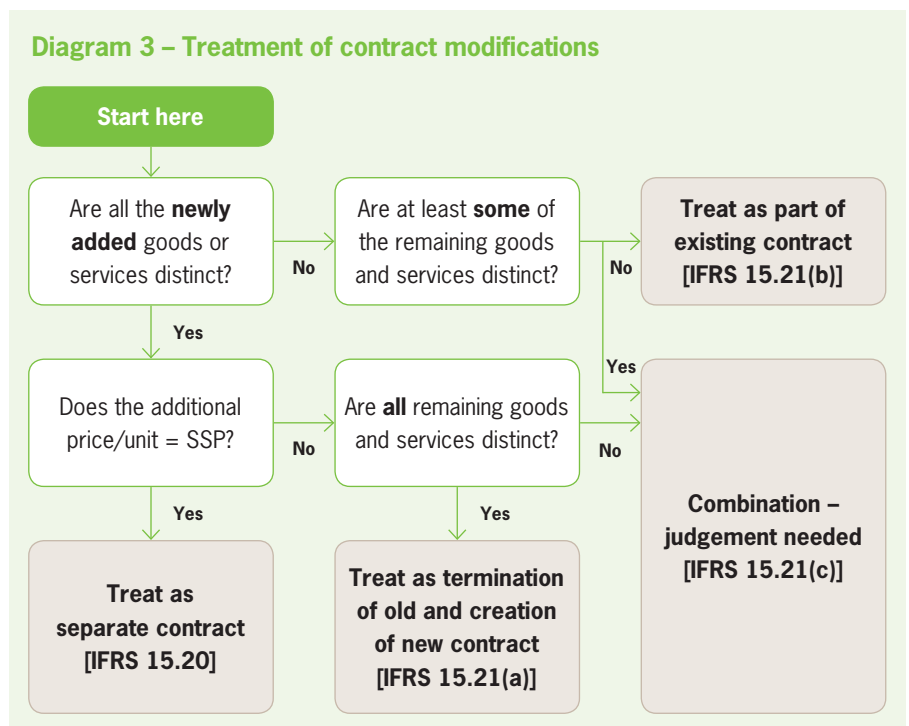 Diagram 3 – Treatment of contract modifications
Start here
Are all the newly
added goods or
services distinct?
No
Are at least some of
the remaining goods
and services distinct?
No
Treat as part of
existing contract
[IFRS 15.21(b)]
Yes
Yes
Does the additional
price/unit = SSP?
No
Are all remaining goods
and services distinct?
No
Combination –
judgement needed
[IFRS 15.21(c)]
Yes
Yes
Treat as
separate contract
[IFRS 15.20]
Treat as termination
of old and creation
of new contract
[IFRS 15.21(a)]